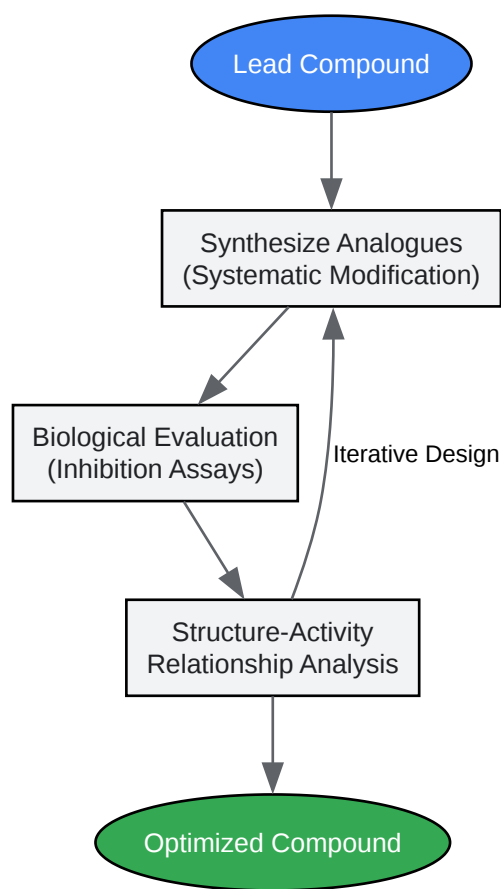 Lead Compound
Synthesize Analogues
(Systematic Modification)
Biological Evaluation
(Inhibition Assays)
Iterative Design
Structure-Activity
Relationship Analysis
Optimized Compound